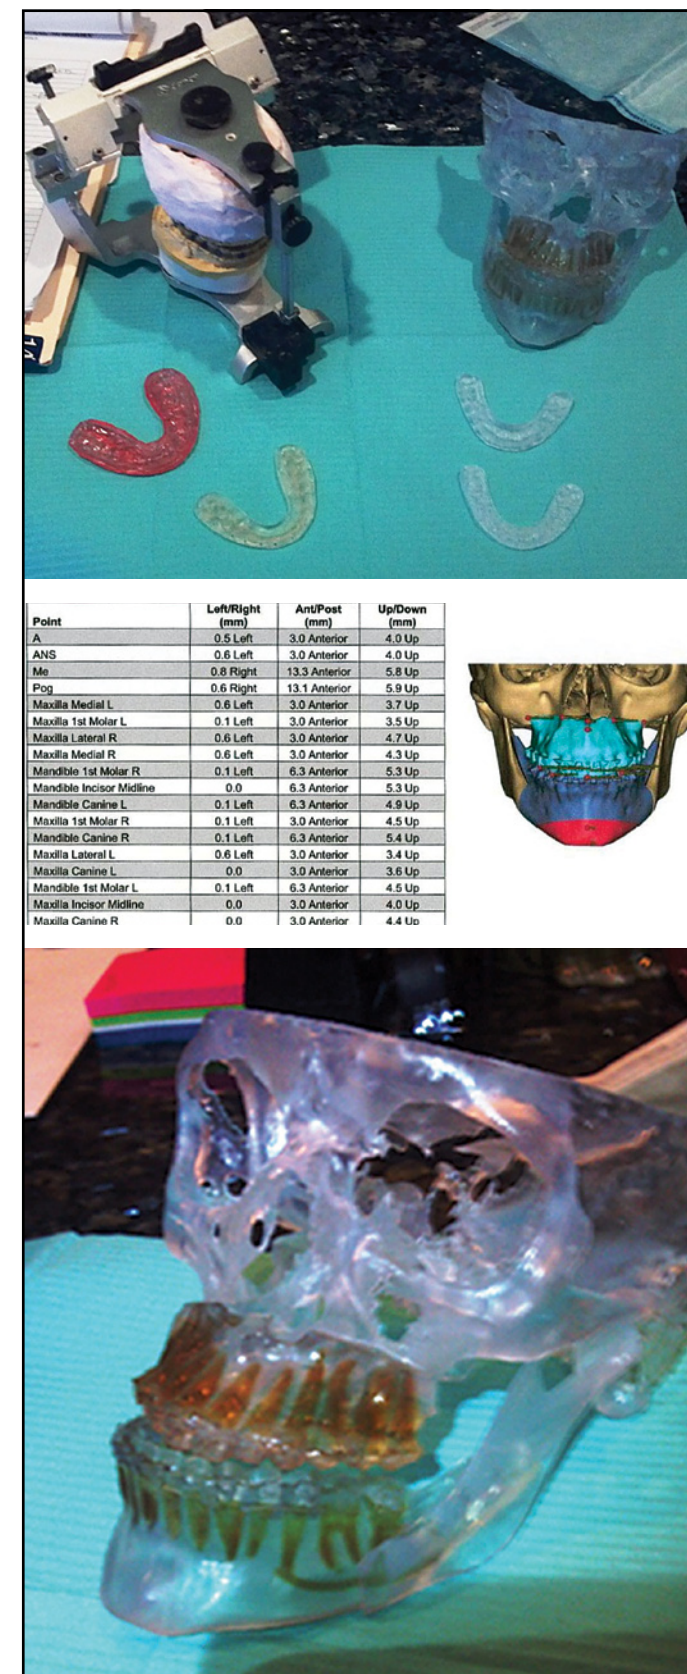 Point Left/Right (mm) Ant/Post (mm) Up/Down (mm)
A 0.5 Left 3.0 Anterior 4.0 Up
ANS 0.6 Left 3.0 Anterior 4.0 Up
Me 0.8 Right 13.3 Anterior 5.8 Up
Pog 0.6 Right 13.1 Anterior 5.9 Up
Maxilla Medial L 0.6 Left 3.0 Anterior 3.7 Up
Maxilla 1st Molar L 0.1 Left 3.0 Anterior 3.5 Up
Maxilla Lateral R 0.6 Left 3.0 Anterior 4.7 Up
Maxilla Medial R 0.6 Left 3.0 Anterior 4.3 Up
Mandible 1st Molar R 0.1 Left 6.3 Anterior 5.3 Up
Mandible Incisor Midline 0.0 6.3 Anterior 5.3 Up
Mandible Canine L 0.1 Left 6.3 Anterior 4.9 Up
Maxilla 1st Molar R 0.1 Left 3.0 Anterior 4.5 Up
Mandible Canine R 0.1 Left 6.3 Anterior 5.4 Up
Maxilla Lateral L 0.6 Left 3.0 Anterior 3.4 Up
Maxilla Canine L 0.0 3.0 Anterior 3.6 Up
Mandible 1st Molar L 0.1 Left 6.3 Anterior 4.5 Up
Maxilla Incisor Midline 0.0 3.0 Anterior 4.0 Up
Maxilla Canine R 0.0 3.0 Anterior 4.4 Up